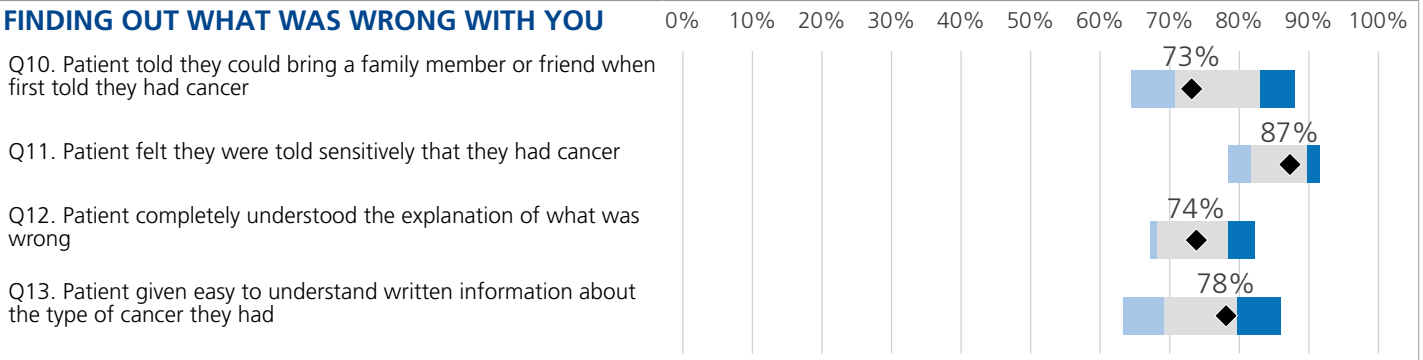 FINDING OUT WHAT WAS WRONG WITH YOU
0% 10% 20% 30% 40% 50% 60% 70% 80% 90% 100%
Q10. Patient told they could bring a family member or friend when
first told they had cancer
73%
Q11. Patient felt they were told sensitively that they had cancer
87%
Q12. Patient completely understood the explanation of what was
wrong
74%
Q13. Patient given easy to understand written information about
the type of cancer they had
78%